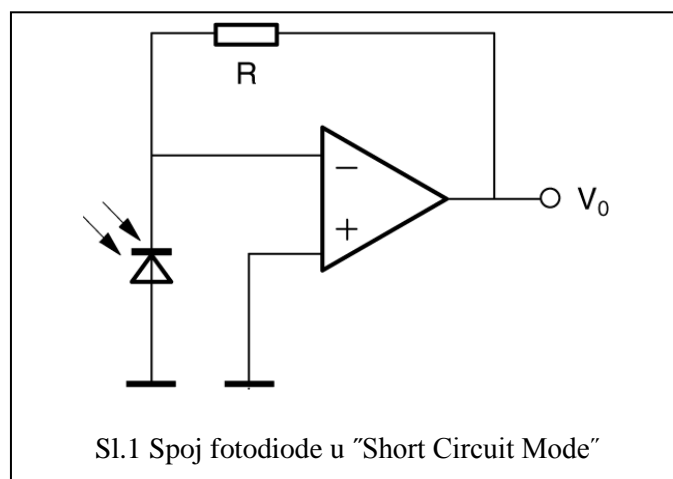 R
−
+
V₀
Sl.1 Spoj fotodiode u ˝Short Circuit Mode˝